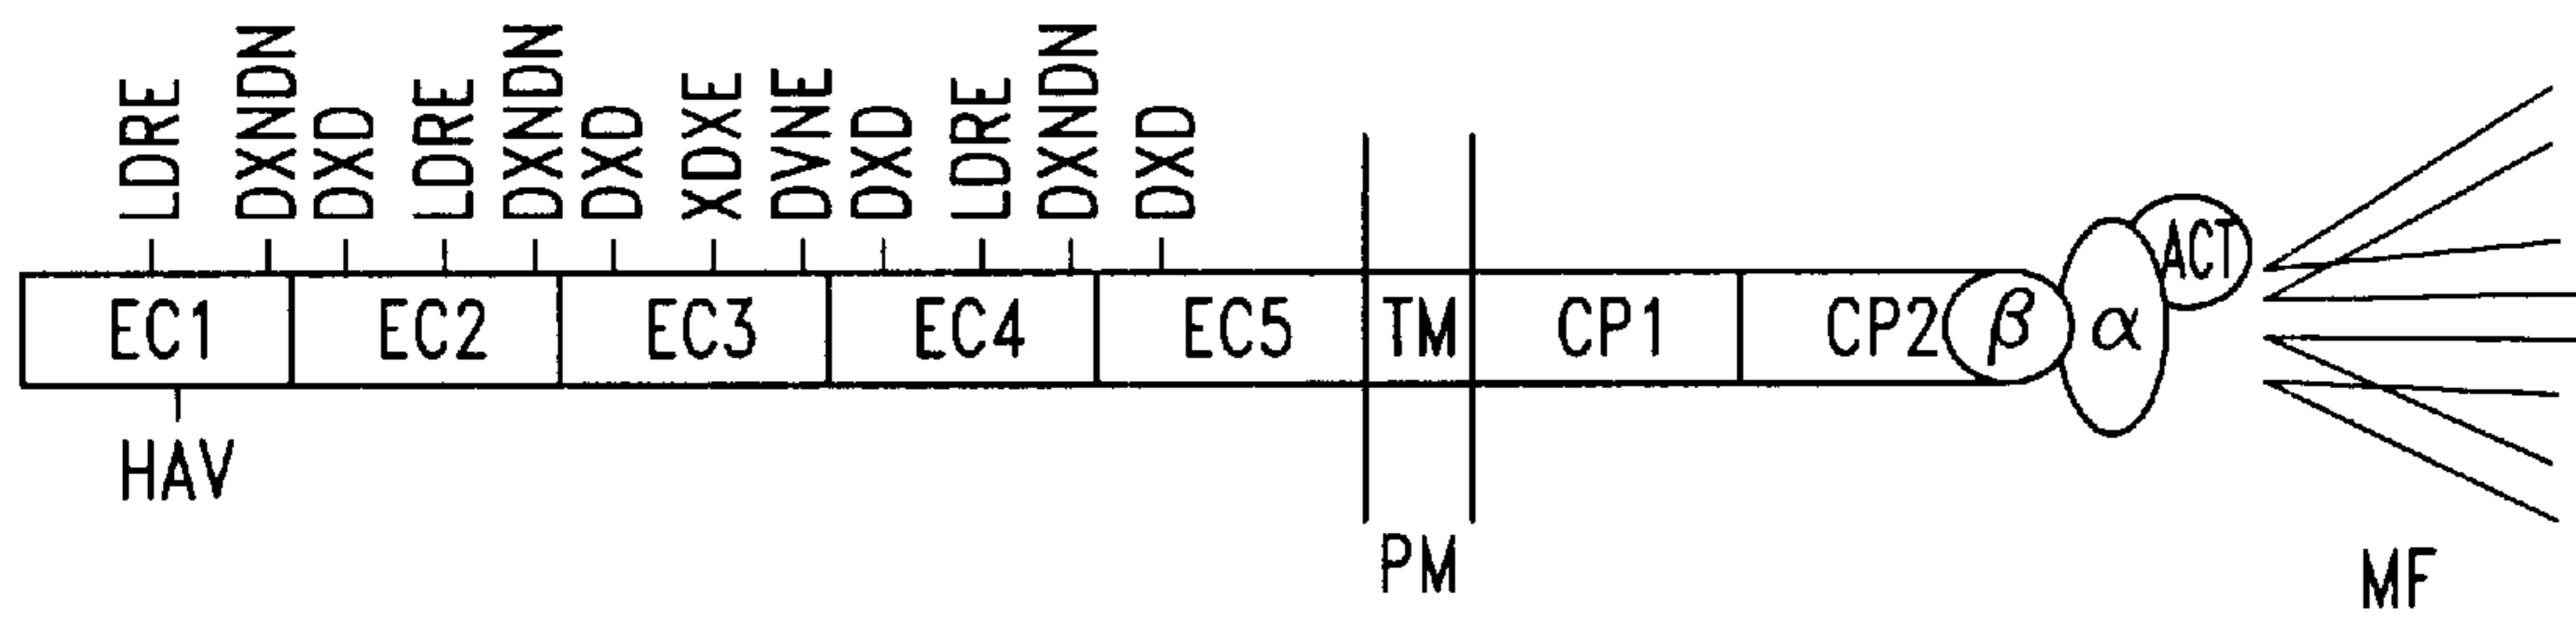 LDRE
DXNDN
DXD
LDRE
DXNDN
DXD
XDXE
DVNE
DXD
LDRE
DXNDN
DXD
EC1 EC2 EC3 EC4 EC5 TM CP1 CP2 β α ACT
HAV
PM
MF